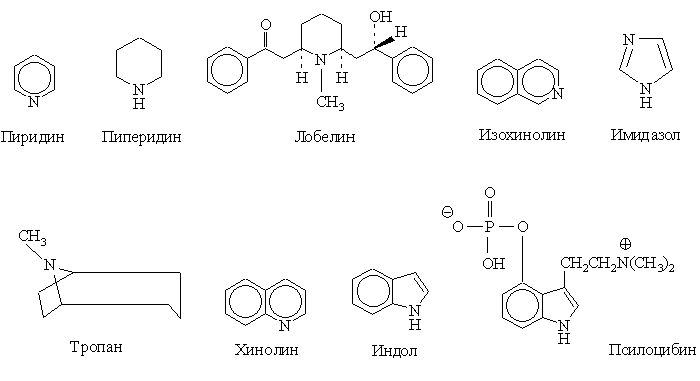 N
Пиридин
N
H
Пиперидин
O
OH
H
N
H
H
CH3
Лобелин
N
Изохинолин
N
N
H
Имидазол
CH3
N
Тропан
N
Хинолин
N
H
Индол
O
⊖
O
P
O
OH
⊕
CH2CH2N(CH3)2
N
H
Псилоцибин